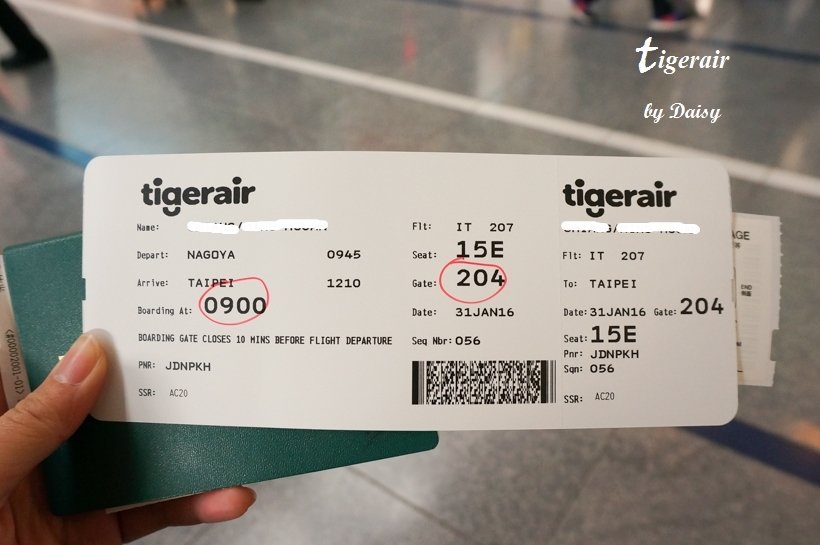 tigerair
by Daisy
tigerair
Name:
Depart: NAGOYA 0945
Arrive: TAIPEI 1210
Boarding At: 0900
BOARDING GATE CLOSES 10 MINS BEFORE FLIGHT DEPARTURE
PNR: JDNPKH
SSR: AC20
Flt: IT 207
Seat: 15E
Gate: 204
Date: 31JAN16
Seq Nbr: 056
tigerair
Flt: IT 207
To: TAIPEI
Date: 31JAN16 Gate: 204
Seat: 15E
Pnr: JDNPKH
Sqn: 056
SSR: AC20